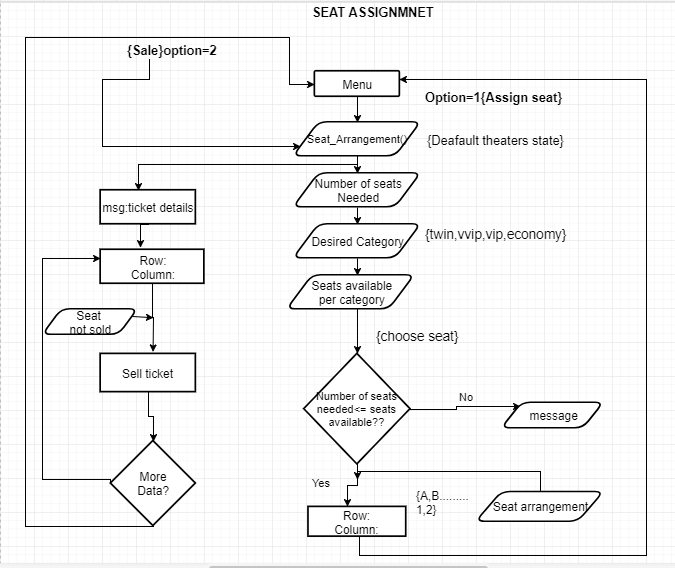 SEAT ASSIGNMNET
{Sale}option=2
Menu
Option=1{Assign seat}
Seat_Arrangement()
{Deafault theaters state}
Number of seats
Needed
msg:ticket details
Desired Category
{twin,vvip,vip,economy}
Row:
Column:
Seats available
per category
Seat
not sold
{choose seat}
Sell ticket
Number of seats
needed<= seats
available??
No
message
More
Data?
Yes
{A,B.........
1,2}
Seat arrangement
Row:
Column: